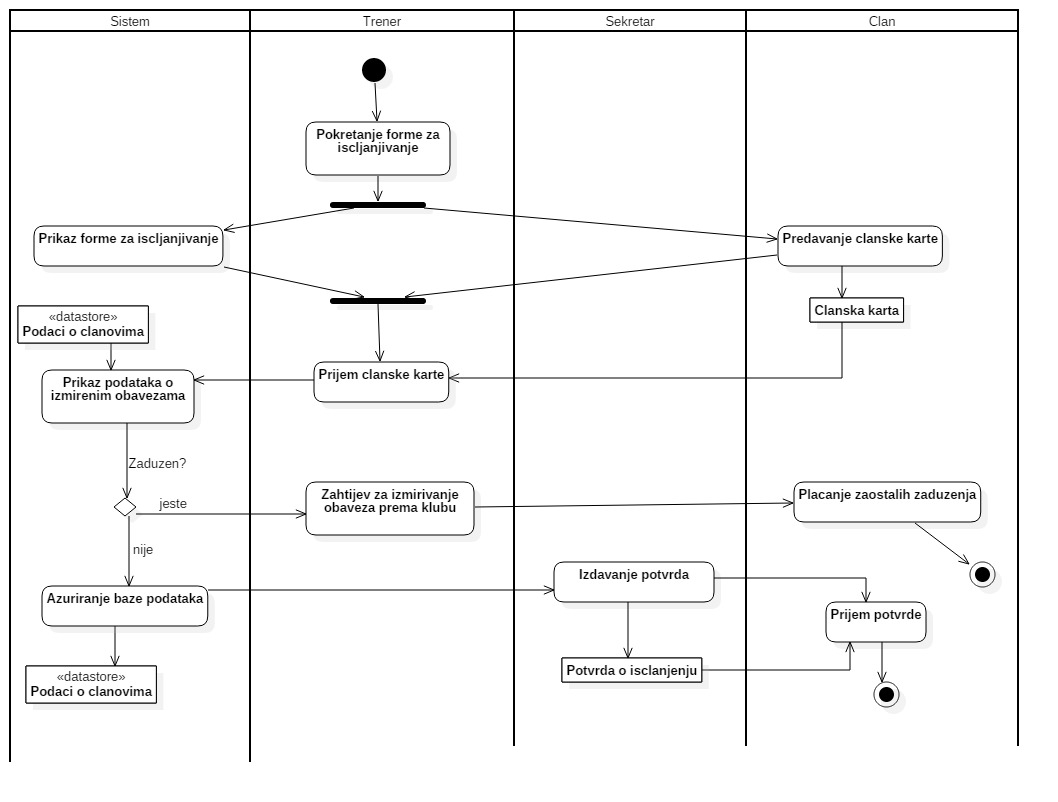 Sistem
Trener
Sekretar
Clan
Pokretanje forme za
iscljanjivanje
Prikaz forme za iscljanjivanje
Predavanje clanske karte
«datastore»
Podaci o clanovima
Clanska karta
Prikaz podataka o
izmirenim obavezama
Prijem clanske karte
Zaduzen?
jeste
Zahtijev za izmirivanje
obaveza prema klubu
Placanje zaostalih zaduzenja
nije
Azuriranje baze podataka
Izdavanje potvrda
Prijem potvrde
«datastore»
Podaci o clanovima
Potvrda o isclanjenju